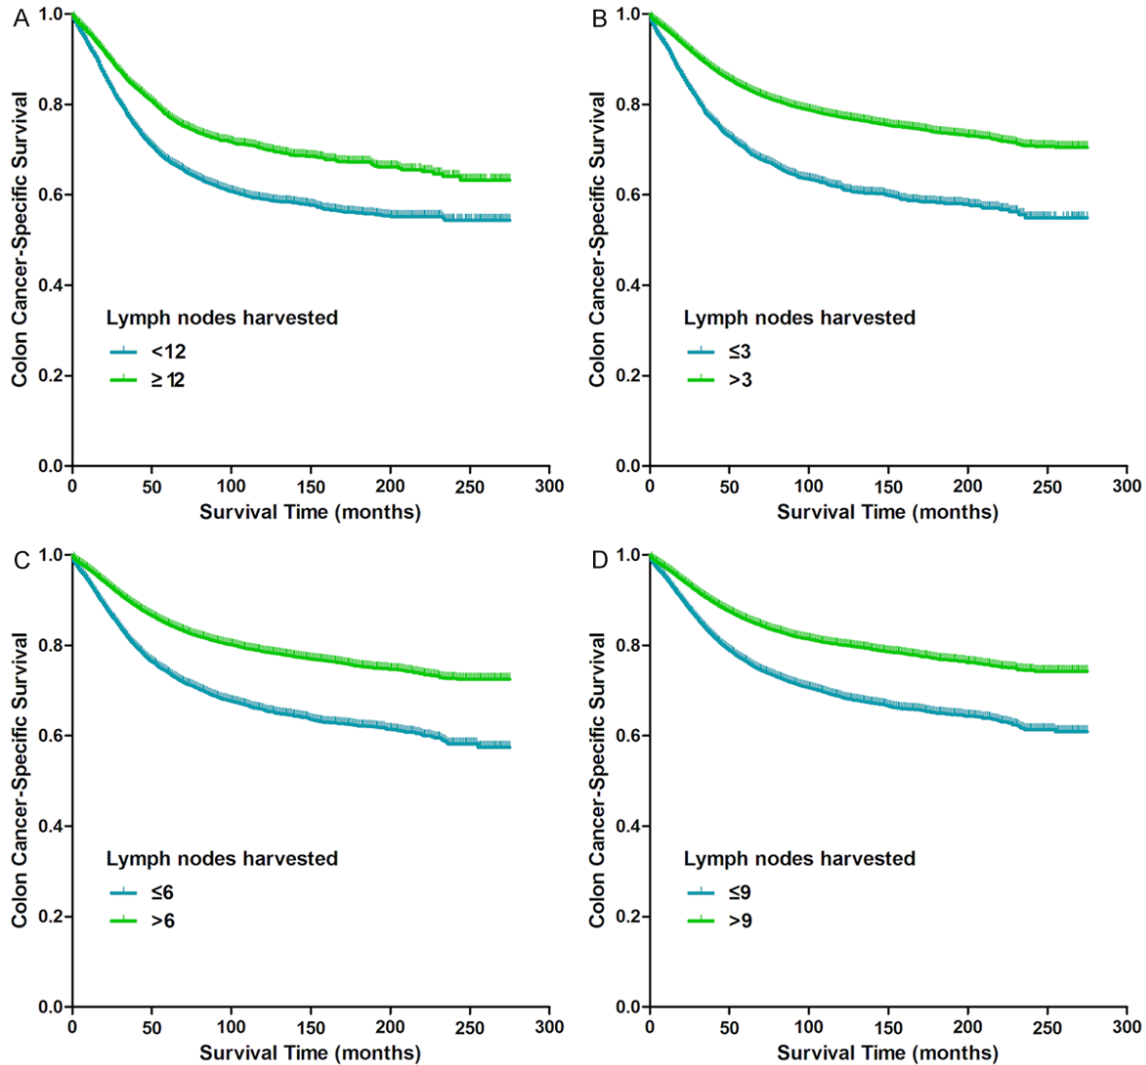 A
Colon Cancer-Specific Survival
1.0
0.8
0.6
0.4
0.2
0.0
Lymph nodes harvested
<12
≥ 12
0 50 100 150 200 250 300
Survival Time (months)
B
Colon Cancer-Specific Survival
1.0
0.8
0.6
0.4
0.2
0.0
Lymph nodes harvested
≤3
>3
0 50 100 150 200 250 300
Survival Time (months)
C
Colon Cancer-Specific Survival
1.0
0.8
0.6
0.4
0.2
0.0
Lymph nodes harvested
≤6
>6
0 50 100 150 200 250 300
Survival Time (months)
D
Colon Cancer-Specific Survival
1.0
0.8
0.6
0.4
0.2
0.0
Lymph nodes harvested
≤9
>9
0 50 100 150 200 250 300
Survival Time (months)